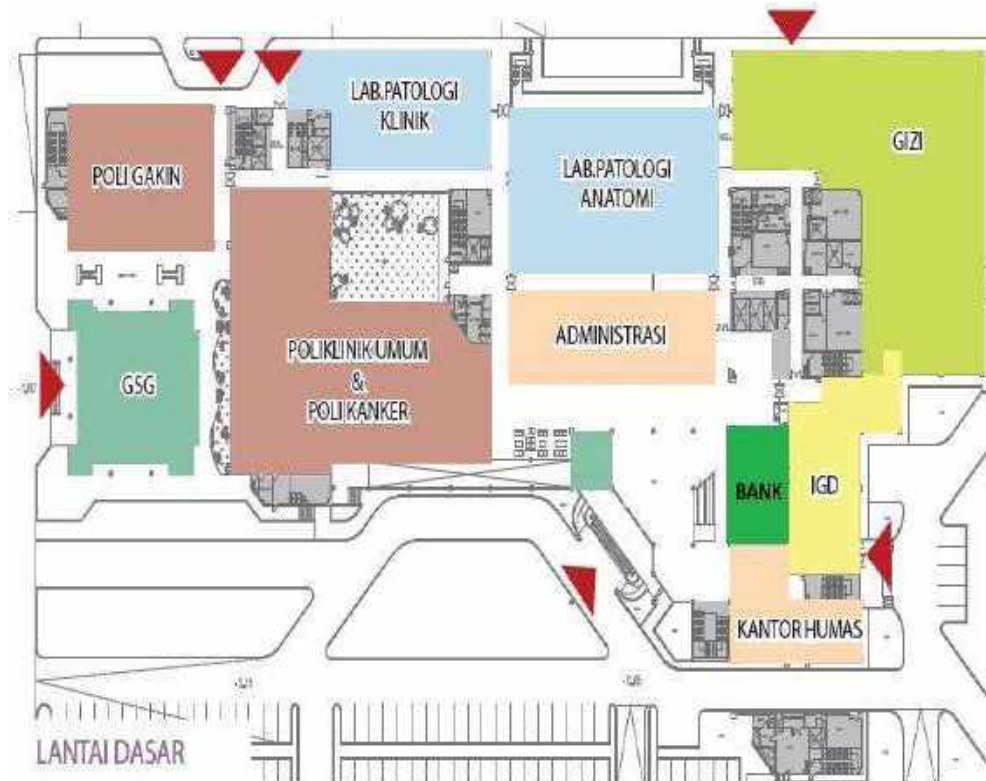 LAB.PATOLOGI
KLINIK
GIZI
POLI GAKIN
LAB.PATOLOGI
ANATOMI
ADMINISTRASI
POLIKLINIK UMUM
&
POLI KANKER
GSG
BANK
IGD
KANTOR HUMAS
LANTAI DASAR